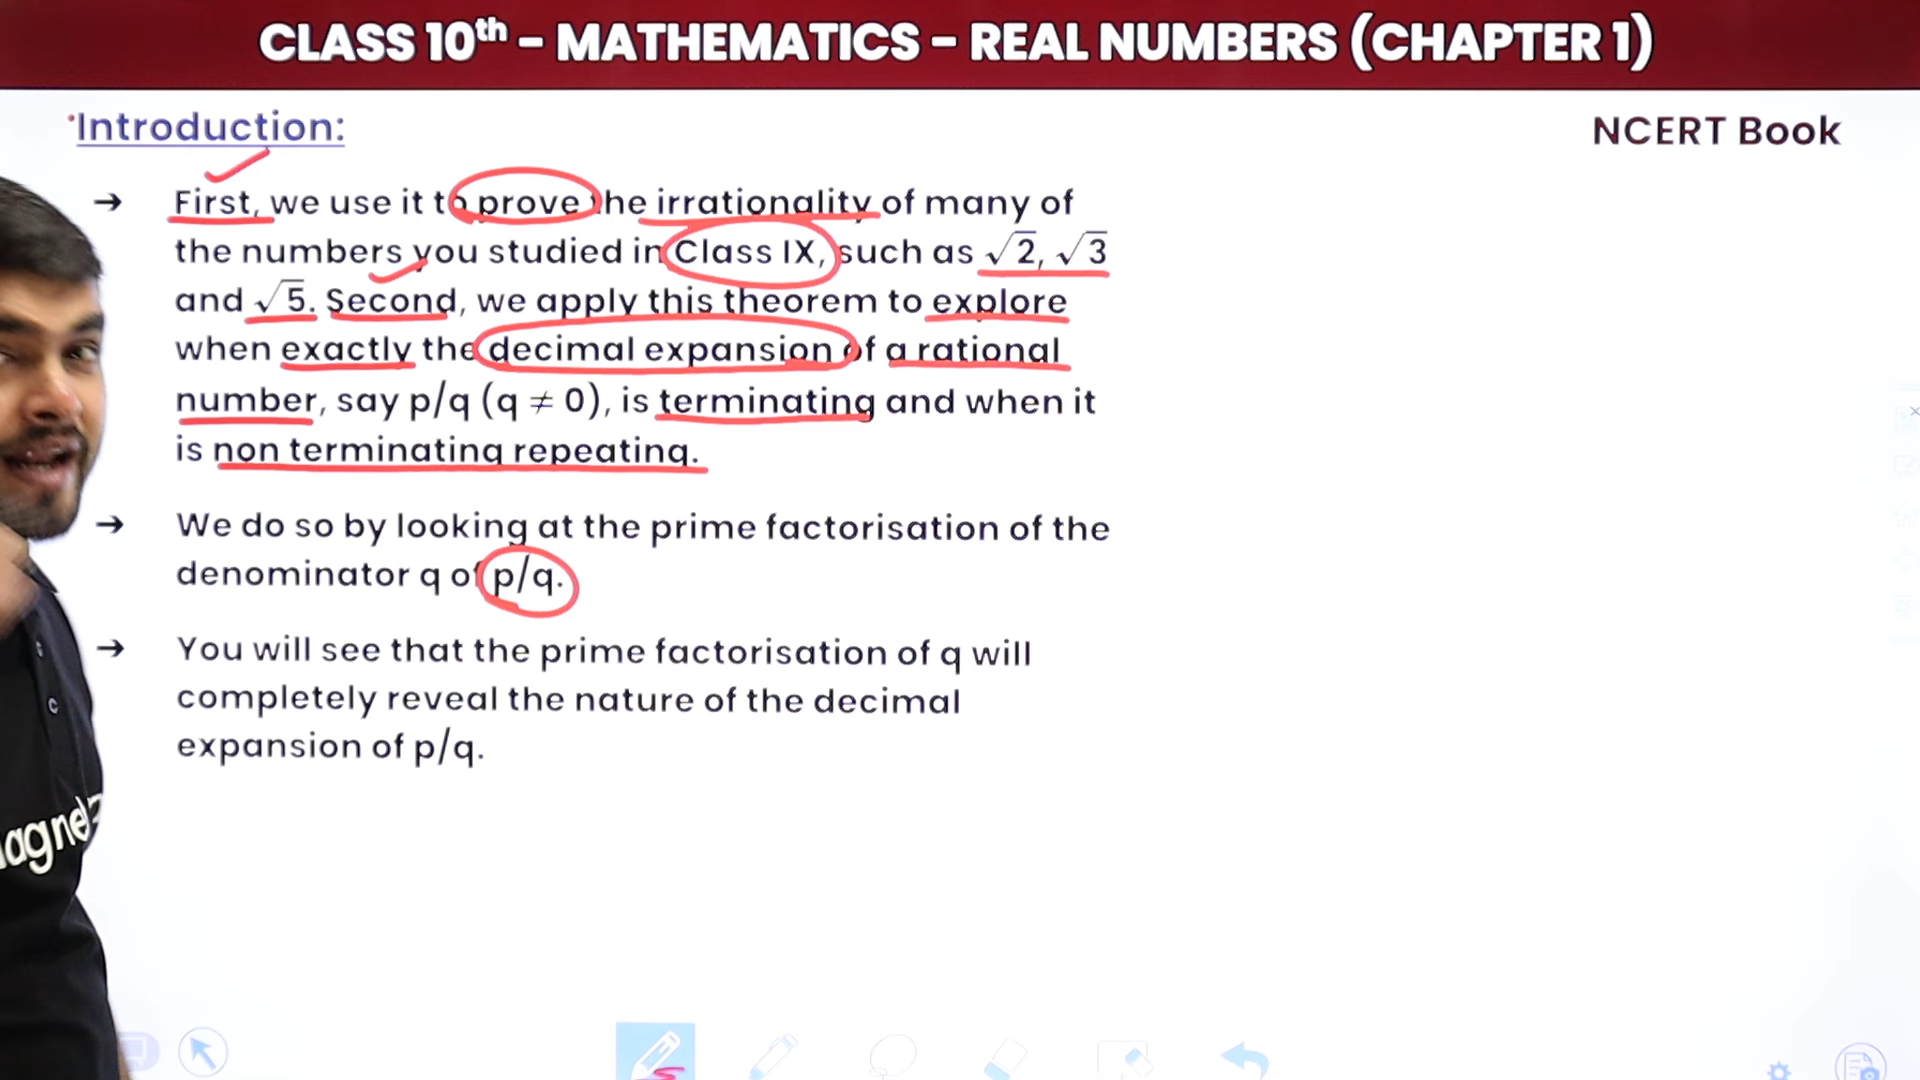 CLASS 10th - MATHEMATICS - REAL NUMBERS (CHAPTER 1)
Introduction:
NCERT Book
→ First, we use it to prove the irrationality of many of
the numbers you studied in Class IX, such as √2, √3
and √5. Second, we apply this theorem to explore
when exactly the decimal expansion of a rational
number, say p/q (q ≠ 0), is terminating and when it
is non terminating repeating.
→ We do so by looking at the prime factorisation of the
denominator q of p/q.
→ You will see that the prime factorisation of q will
completely reveal the nature of the decimal
expansion of p/q.